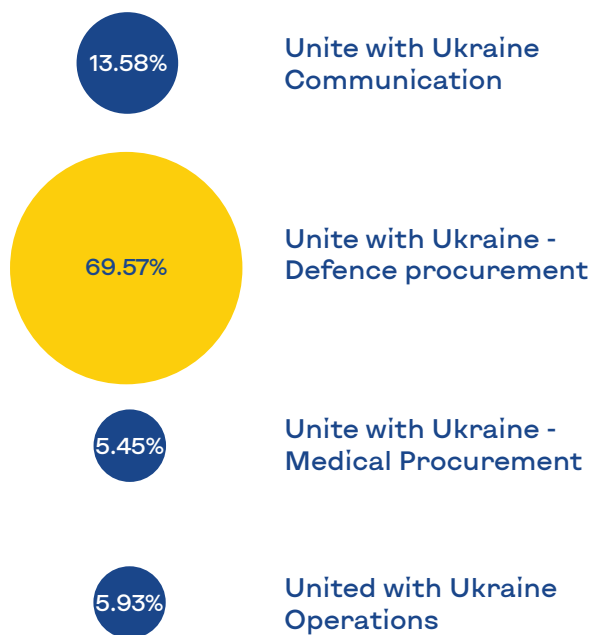 13.58%
Unite with Ukraine
Communication
69.57%
Unite with Ukraine -
Defence procurement
5.45%
Unite with Ukraine -
Medical Procurement
5.93%
United with Ukraine
Operations